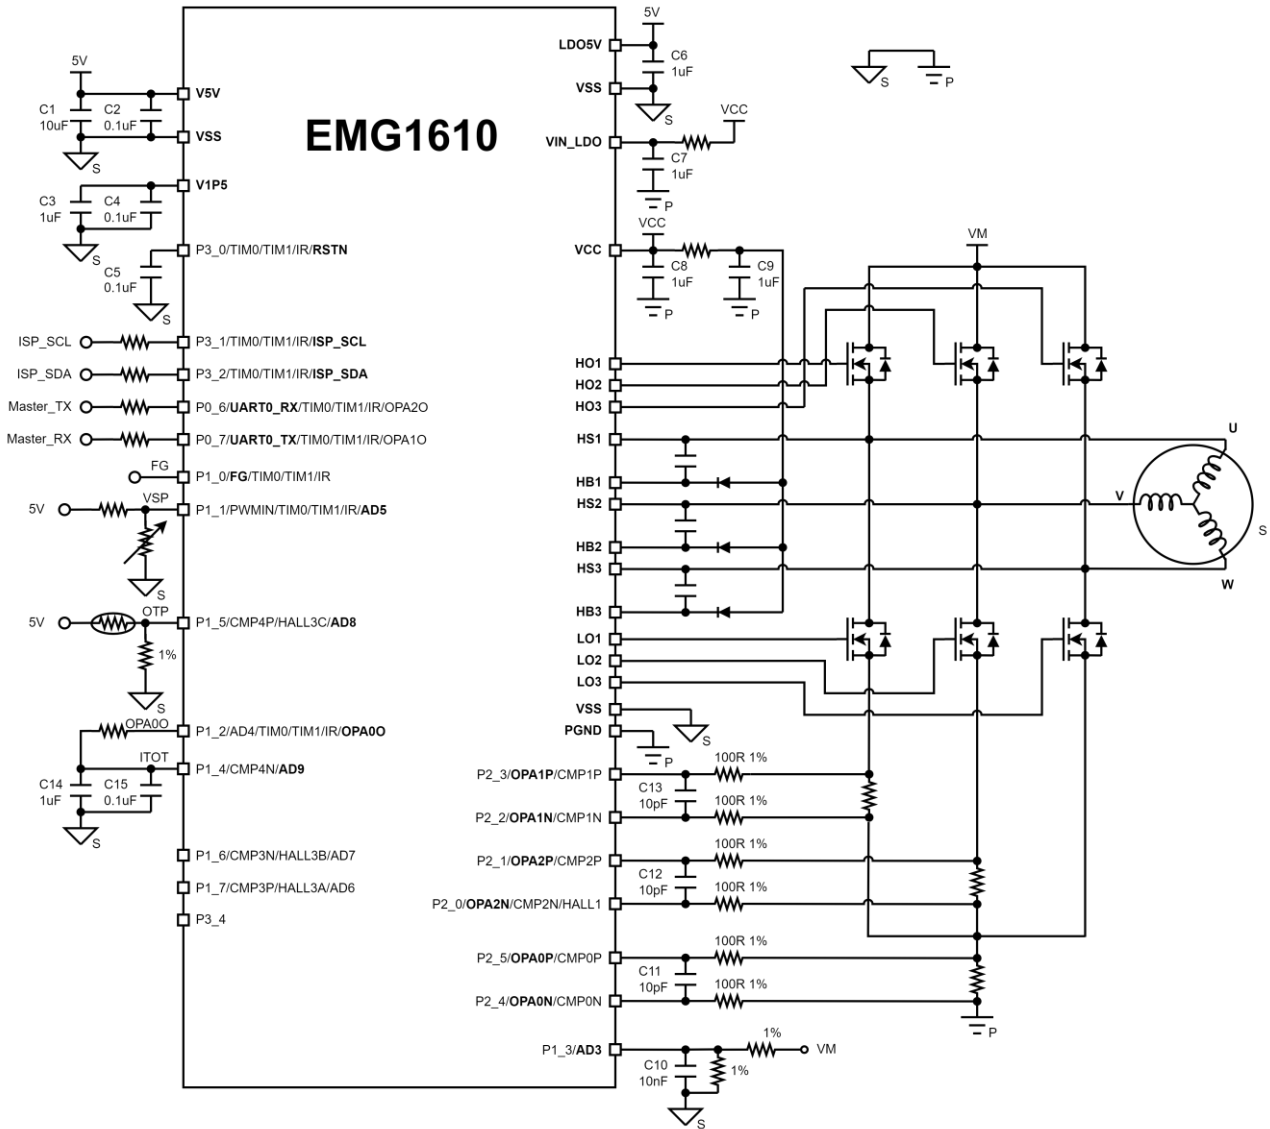 EMG1610
5V
C1
10uF
C2
0.1uF
S
V5V
VSS
C3
1uF
C4
0.1uF
S
V1P5
C5
0.1uF
S
P3_0/TIM0/TIM1/IR/RSTN
ISP_SCL
P3_1/TIM0/TIM1/IR/ISP_SCL
ISP_SDA
P3_2/TIM0/TIM1/IR/ISP_SDA
Master_TX
P0_6/UART0_RX/TIM0/TIM1/IR/OPA2O
Master_RX
P0_7/UART0_TX/TIM0/TIM1/IR/OPA1O
FG
P1_0/FG/TIM0/TIM1/IR
5V
VSP
P1_1/PWMIN/TIM0/TIM1/IR/AD5
S
5V
OTP
P1_5/CMP4P/HALL3C/AD8
1%
S
OPA0O
P1_2/AD4/TIM0/TIM1/IR/OPA0O
ITOT
P1_4/CMP4N/AD9
C14
1uF
C15
0.1uF
S
P1_6/CMP3N/HALL3B/AD7
P1_7/CMP3P/HALL3A/AD6
P3_4
5V
LDO5V
C6
1uF
VSS
S
VCC
VIN_LDO
C7
1uF
P
VCC
VCC
C8
1uF
P
C9
1uF
P
S
P
VM
HO1
HO2
HO3
HS1
HB1
HS2
HB2
HS3
HB3
LO1
LO2
LO3
VSS
S
PGND
P
U
V
W
S
P2_3/OPA1P/CMP1P
100R 1%
C13
10pF
P2_2/OPA1N/CMP1N
100R 1%
P2_1/OPA2P/CMP2P
100R 1%
C12
10pF
P2_0/OPA2N/CMP2N/HALL1
100R 1%
P2_5/OPA0P/CMP0P
100R 1%
C11
10pF
P2_4/OPA0N/CMP0N
100R 1%
P
P1_3/AD3
1%
VM
C10
10nF
1%
S